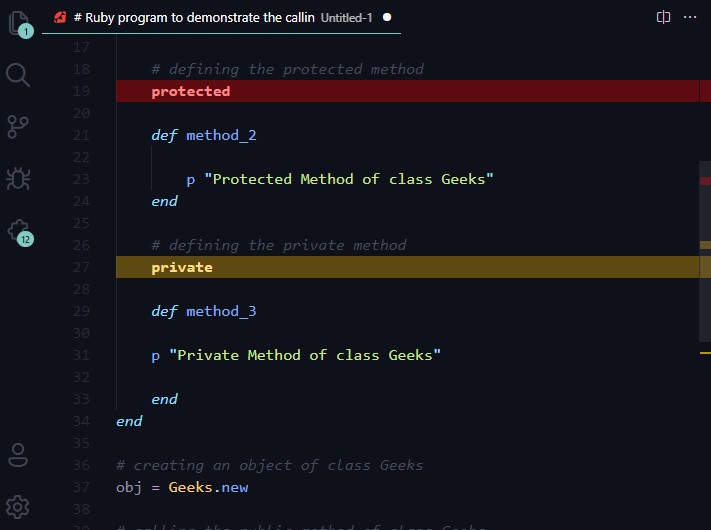 # Ruby program to demonstrate the callin Untitled-1
1
12
17
18 # defining the protected method
19 protected
20
21 def method_2
22
23 p "Protected Method of class Geeks"
24 end
25
26 # defining the private method
27 private
28
29 def method_3
30
31 p "Private Method of class Geeks"
32
33 end
34 end
35
36 # creating an object of class Geeks
37 obj = Geeks.new
38